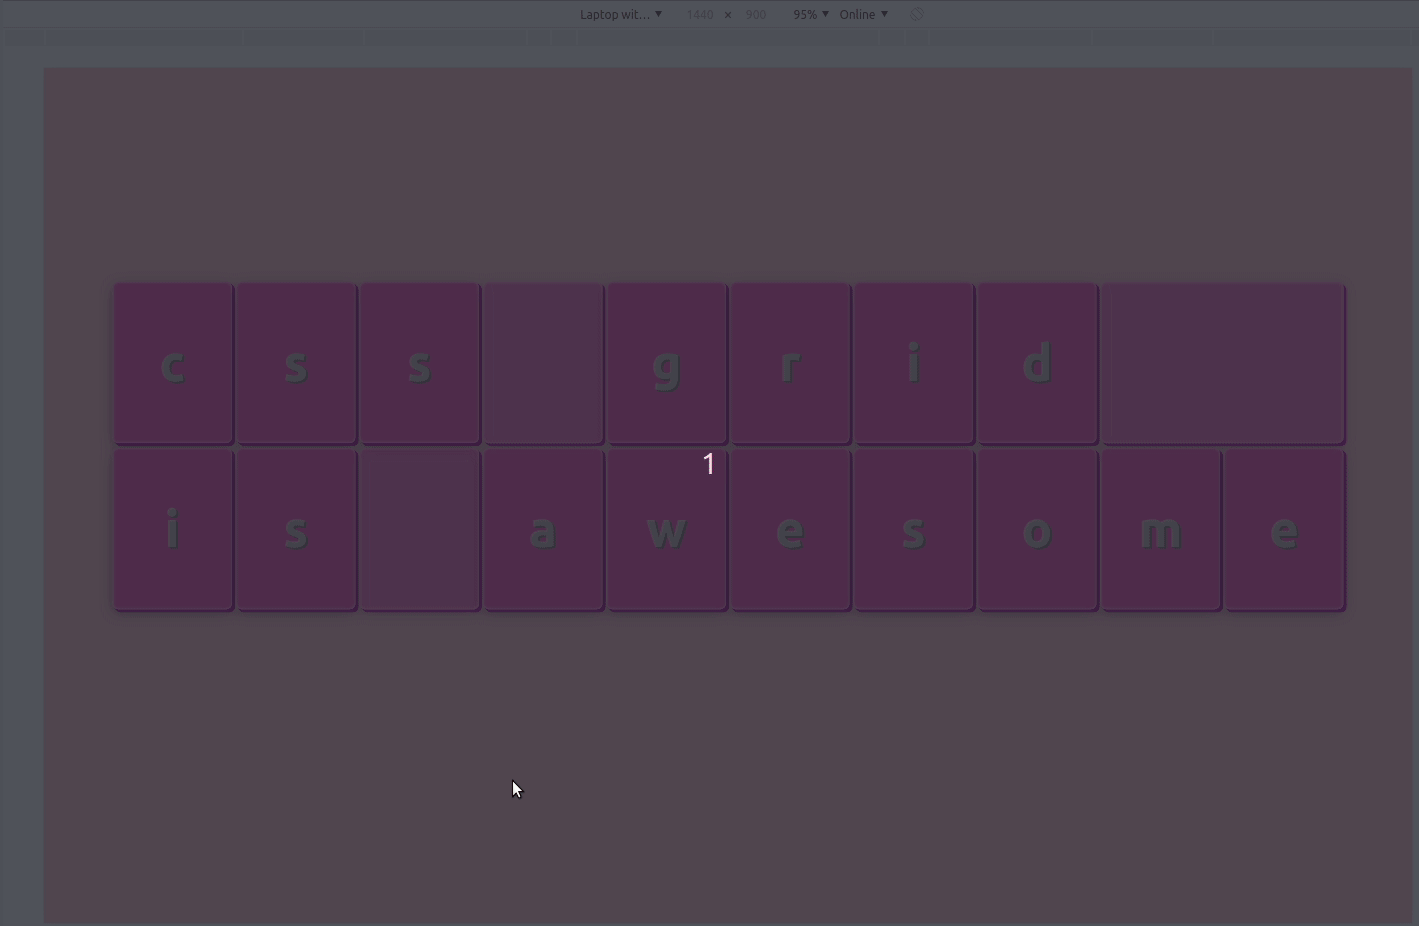 Laptop wit... ▼ 1440 × 900 95% ▼ Online ▼
c s s g r i d
1
i s a w e s o m e